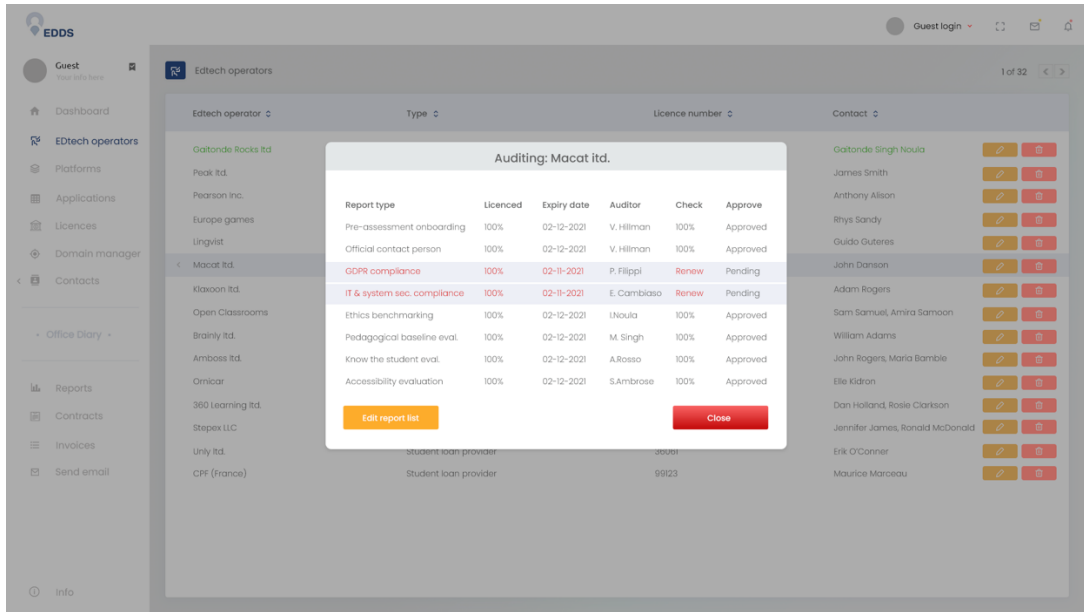 EDDS
Guest login
Guest
Your info here
Edtech operators
1 of 32
Dashboard
EDtech operators
Platforms
Applications
Licences
Domain manager
Contacts
- Office Diary -
Reports
Contracts
Invoices
Send email
Info
Edtech operator Type Licence number Contact
Gaitonde Rocks ltd Gaitonde Singh Noula
Peak ltd. James Smith
Pearson Inc. Anthony Alison
Europe games Rhys Sandy
Lingvist Guido Guteres
Macat ltd. John Danson
Klaxoon ltd. Adam Rogers
Open Classrooms Sam Samuel, Amira Samoon
Brainly ltd. William Adams
Amboss ltd. John Rogers, Maria Bamble
Ornicar Elle Kidron
360 Learning ltd. Dan Holland, Rosie Clarkson
Stepex LLC Jennifer James, Ronald McDonald
Unly ltd. Student loan provider 36061 Erik O'Conner
CPF (France) Student loan provider 99123 Maurice Marceau
Auditing: Macat itd.
Report type Licenced Expiry date Auditor Check Approve
Pre-assessment onboarding 100% 02-12-2021 V. Hillman 100% Approved
Official contact person 100% 02-12-2021 V. Hillman 100% Approved
GDPR compliance 100% 02-11-2021 P. Filippi Renew Pending
IT & system sec. compliance 100% 02-11-2021 E. Cambiaso Renew Pending
Ethics benchmarking 100% 02-12-2021 I.Noula 100% Approved
Pedagogical baseline eval. 100% 02-12-2021 M. Singh 100% Approved
Know the student eval. 100% 02-12-2021 A.Rosso 100% Approved
Accessibility evaluation 100% 02-12-2021 S.Ambrose 100% Approved
Edit report list
Close